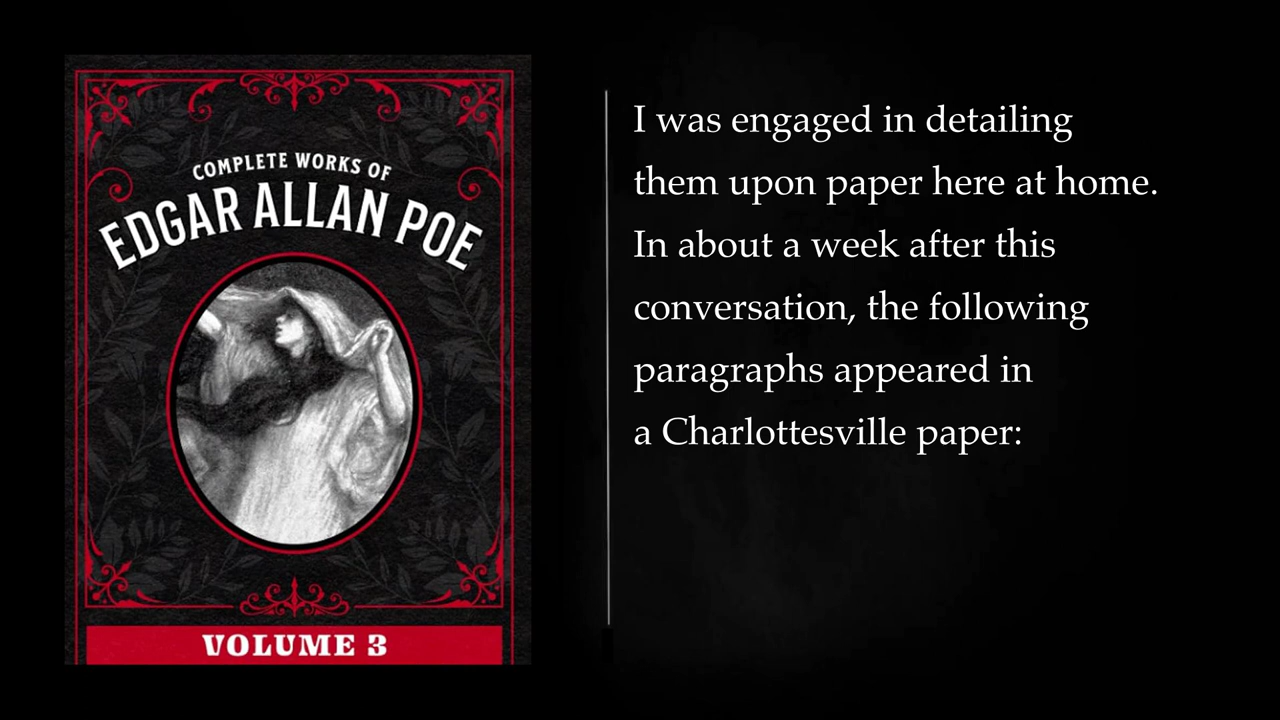 COMPLETE WORKS OF
EDGAR ALLAN POE
VOLUME 3
I was engaged in detailing
them upon paper here at home.
In about a week after this
conversation, the following
paragraphs appeared in
a Charlottesville paper: